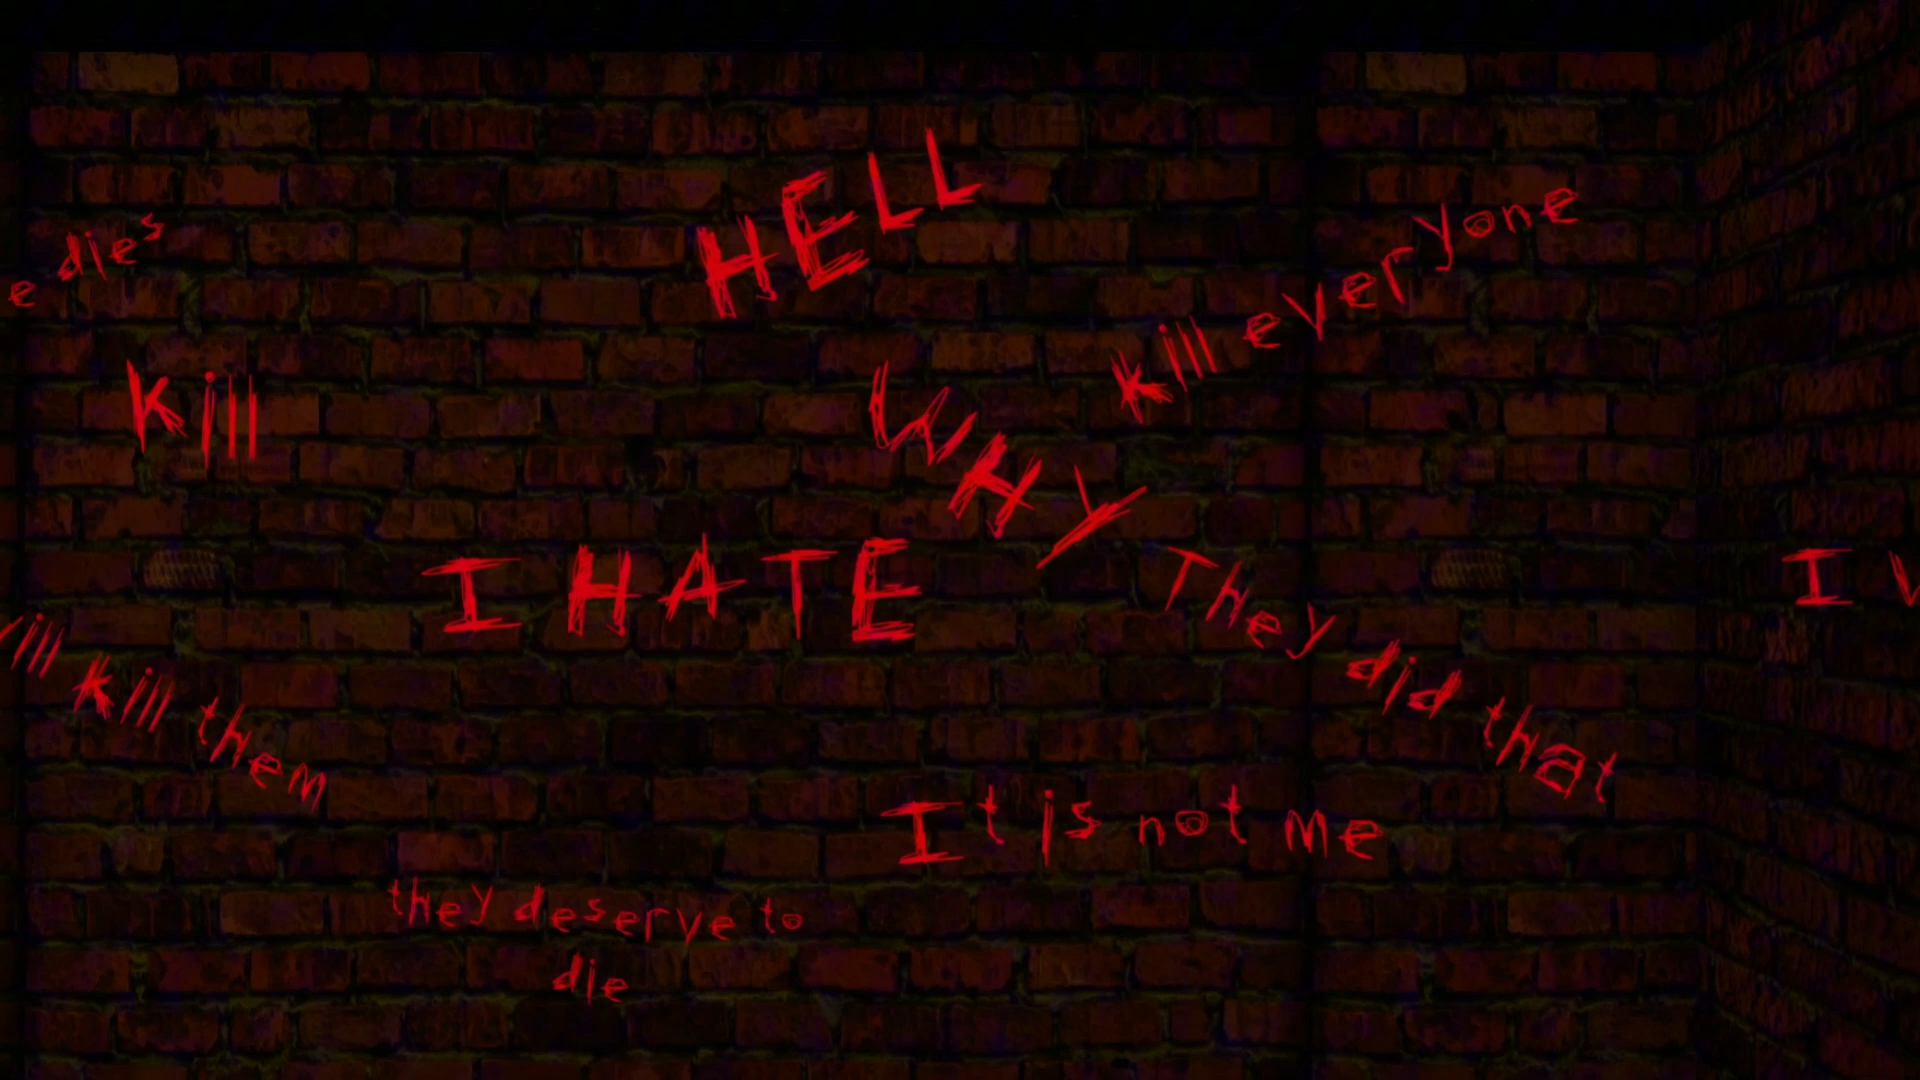 HELL
dies
kill everyone
Kill
WHY
I HATE
They did that
I
kill them
It is not me
they deserve to
die